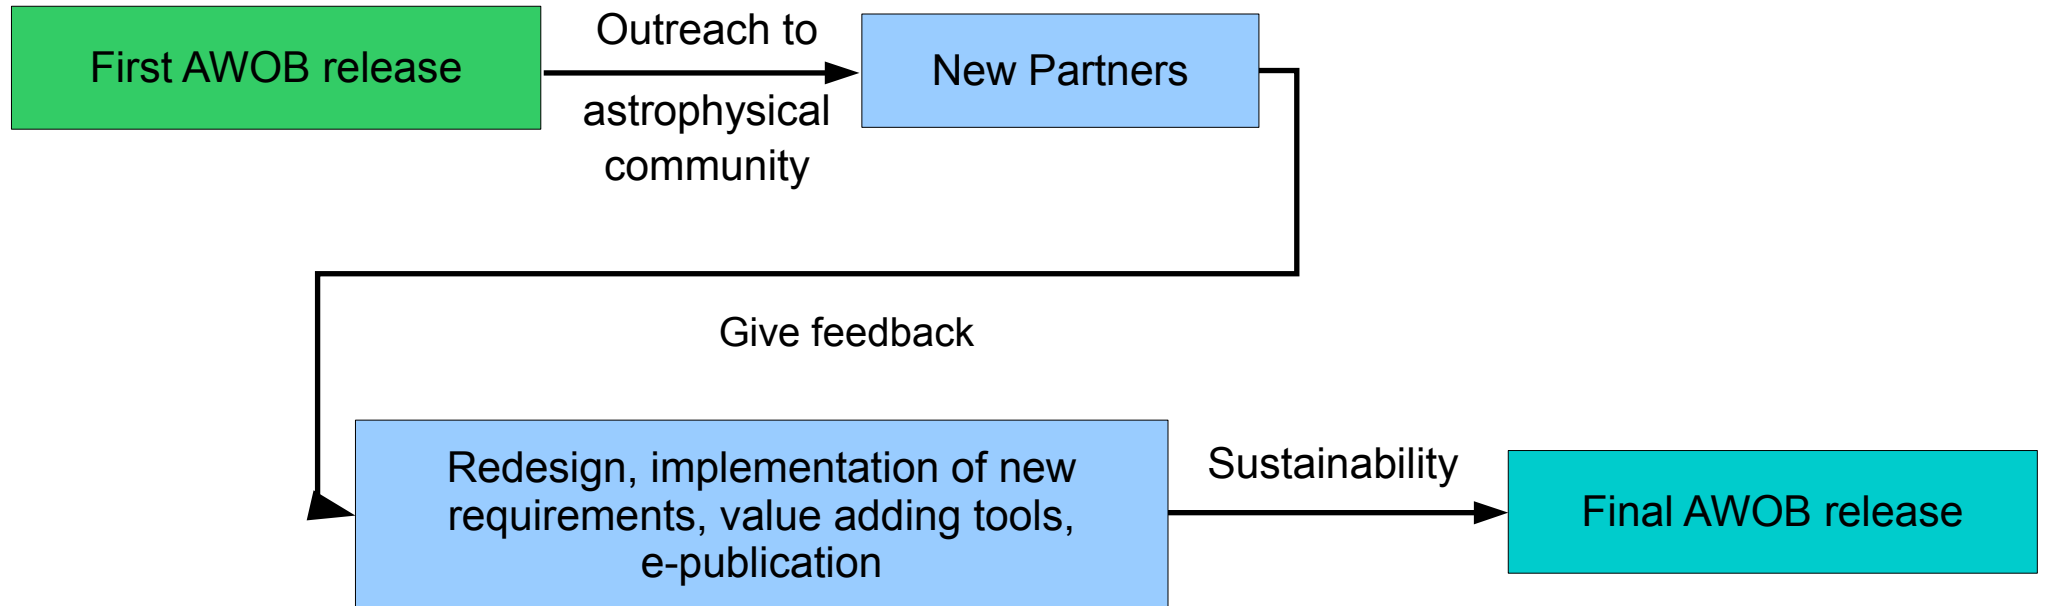 First AWOB release
Outreach to
astrophysical
community
New Partners
Give feedback
Redesign, implementation of new
requirements, value adding tools,
e-publication
Sustainability
Final AWOB release